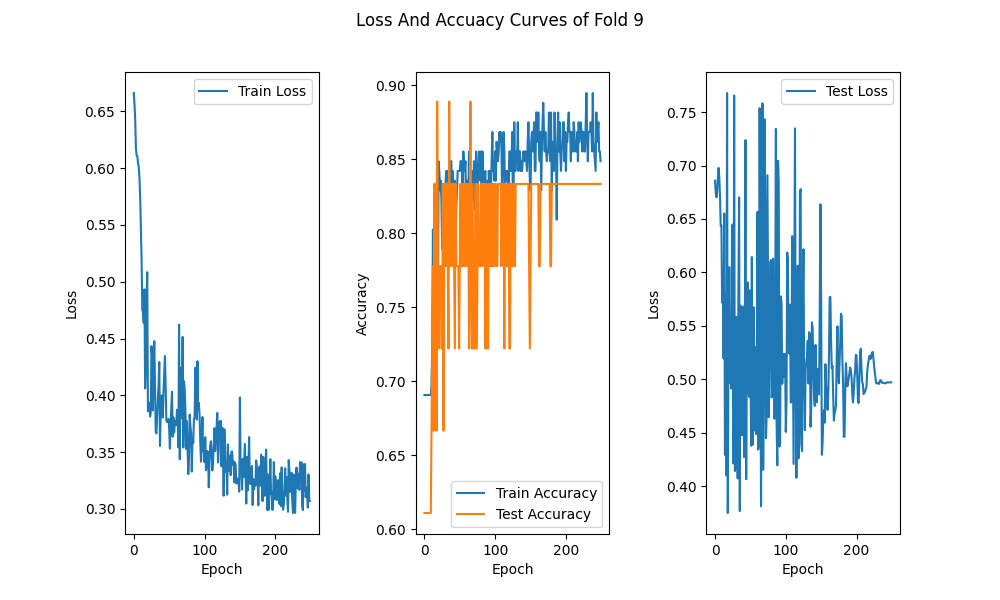 Loss And Accuacy Curves of Fold 9
Train Loss
0.65
0.60
0.55
0.50
0.45
0.40
0.35
0.30
Loss
0
100
200
Epoch
0.90
0.85
0.80
0.75
0.70
0.65
0.60
Accuracy
Train Accuracy
Test Accuracy
0
100
200
Epoch
Test Loss
0.75
0.70
0.65
0.60
0.55
0.50
0.45
0.40
Loss
0
100
200
Epoch